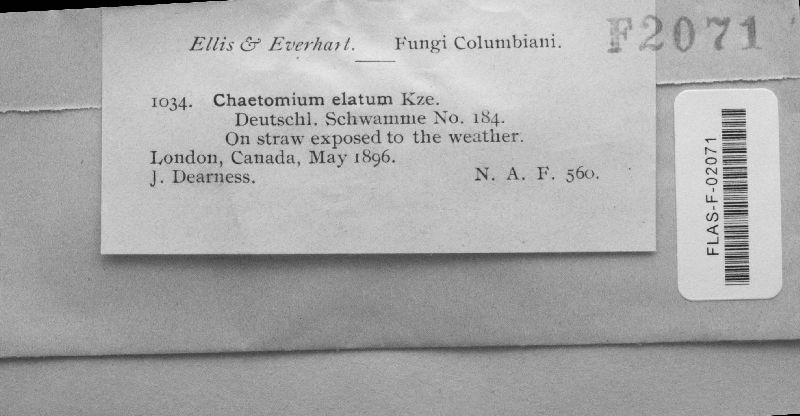 Ellis & Everhart. Fungi Columbiani.
F2071
1034. Chaetomium elatum Kze.
Deutschl. Schwamme No. 184.
On straw exposed to the weather.
London, Canada, May 1896.
J. Dearness. N. A. F. 560.
FLAS-F-02071